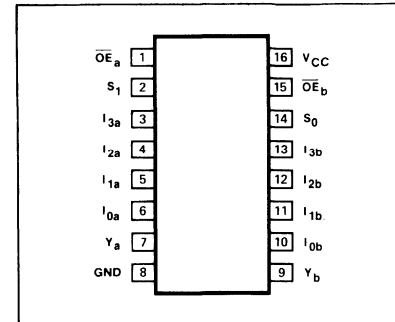 OEa 1 16 VCC
S1 2 15 OEb
I3a 3 14 S0
I2a 4 13 I3b
I1a 5 12 I2b
I0a 6 11 I1b
Ya 7 10 I0b
GND 8 9 Yb